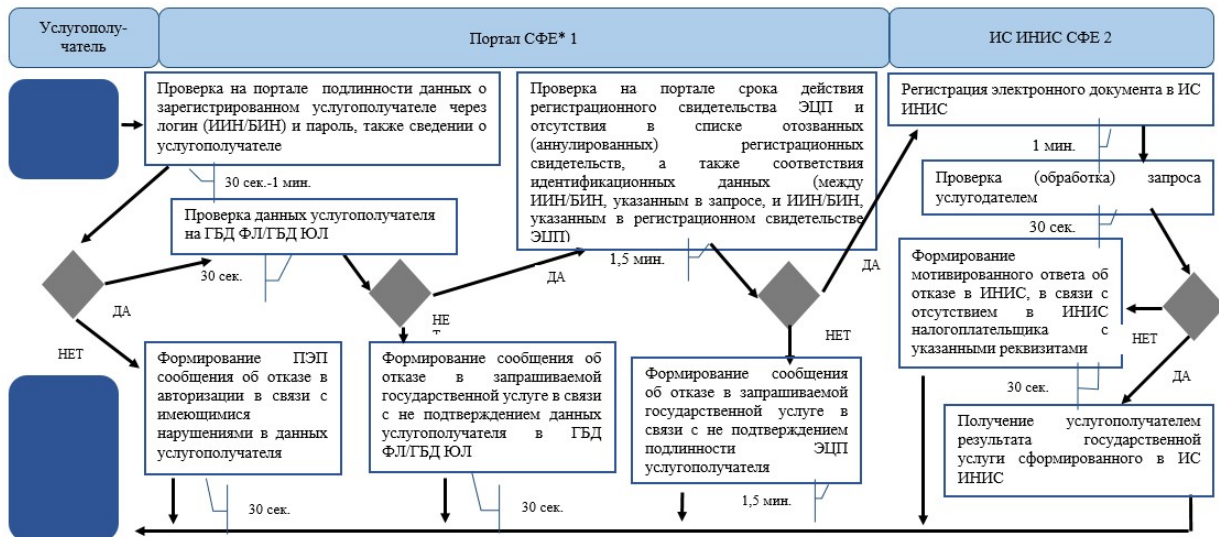 Услугополу-
чатель
Портал СФЕ* 1
ИС ИНИС СФЕ 2
Проверка на портале подлинности данных о
зарегистрированном услугополучателе через
логин (ИИН/БИН) и пароль, также сведении о
услугополучателе
30 сек.-1 мин.
Проверка данных услугополучателя
на ГБД ФЛ/ГБД ЮЛ
30 сек.
ДА
НЕТ
Проверка на портале срока действия
регистрационного свидетельства ЭЦП и
отсутствия в списке отозванных
(аннулированных) регистрационных
свидетельств, а также соответствия
идентификационных данных (между
ИИН/БИН, указанным в запросе, и ИИН/БИН,
указанным в регистрационном свидетельстве
ЭЦП)
1,5 мин.
ДА
НЕ
Т
ДА
НЕТ
Регистрация электронного документа в ИС
ИНИС
1 мин.
Проверка (обработка) запроса
услугодателем
30 сек.
Формирование
мотивированного ответа об
отказе в ИНИС, в связи с
отсутствием в ИНИС
налогоплательщика с
указанными реквизитами
НЕТ
ДА
30 сек.
Формирование ПЭП
сообщения об отказе в
авторизации в связи с
имеющимися
нарушениями в данных
услугополучателя
30 сек.
Формирование сообщения об
отказе в запрашиваемой
государственной услуге в связи
с не подтверждением данных
услугополучателя в ГБД
ФЛ/ГБД ЮЛ
30 сек.
Формирование сообщения
об отказе в запрашиваемой
государственной услуге в
связи с не подтверждением
подлинности ЭЦП
услугополучателя
1,5 мин.
Получение услугополучателем
результата государственной
услуги сформированного в ИС
ИНИС